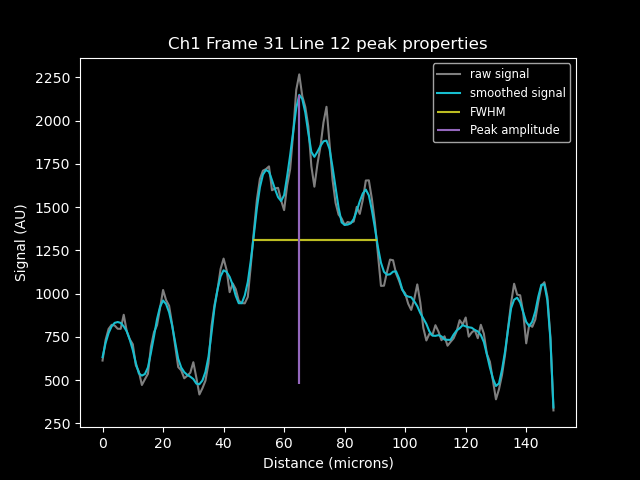 Ch1 Frame 31 Line 12 peak properties
raw signal
smoothed signal
FWHM
Peak amplitude
Signal (AU)
2250
2000
1750
1500
1250
1000
750
500
250
0 20 40 60 80 100 120 140
Distance (microns)